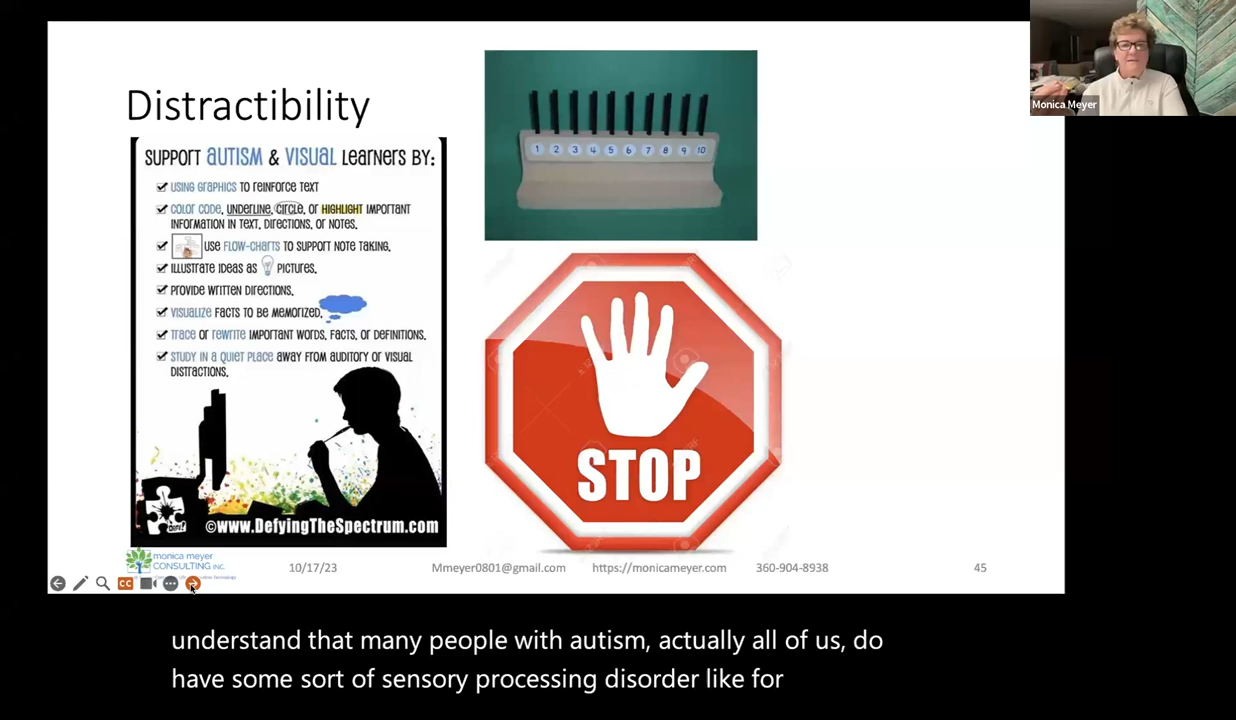 Monica Meyer
Distractibility
SUPPORT AUTISM & VISUAL LEARNERS BY:
USING GRAPHICS TO REINFORCE TEXT
COLOR CODE, UNDERLINE, CIRCLE, OR HIGHLIGHT IMPORTANT
INFORMATION IN TEXT, DIRECTIONS, OR NOTES.
USE FLOW-CHARTS TO SUPPORT NOTE TAKING.
ILLUSTRATE IDEAS AS PICTURES.
PROVIDE WRITTEN DIRECTIONS.
VISUALIZE FACTS TO BE MEMORIZED.
TRACE OR REWRITE IMPORTANT WORDS, FACTS, OR DEFINITIONS.
STUDY IN A QUIET PLACE AWAY FROM AUDITORY OR VISUAL
DISTRACTIONS.
©www.DefyingTheSpectrum.com
1 2 3 4 5 6 7 8 9 10
STOP
monica meyer
CONSULTING INC.
10/17/23
Mmeyer0801@gmail.com
https://monicameyer.com
360-904-8938
45
CC
understand that many people with autism, actually all of us, do
have some sort of sensory processing disorder like for